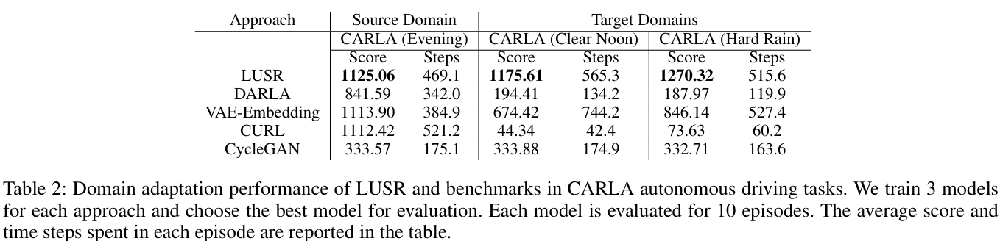 Approach Source Domain Target Domains
CARLA (Evening) CARLA (Clear Noon) CARLA (Hard Rain)
Score Steps Score Steps Score Steps
LUSR 1125.06 469.1 1175.61 565.3 1270.32 515.6
DARLA 841.59 342.0 194.41 134.2 187.97 119.9
VAE-Embedding 1113.90 384.9 674.42 744.2 846.14 527.4
CURL 1112.42 521.2 44.34 42.4 73.63 60.2
CycleGAN 333.57 175.1 333.88 174.9 332.71 163.6
Table 2: Domain adaptation performance of LUSR and benchmarks in CARLA autonomous driving tasks. We train 3 models
for each approach and choose the best model for evaluation. Each model is evaluated for 10 episodes. The average score and
time steps spent in each episode are reported in the table.